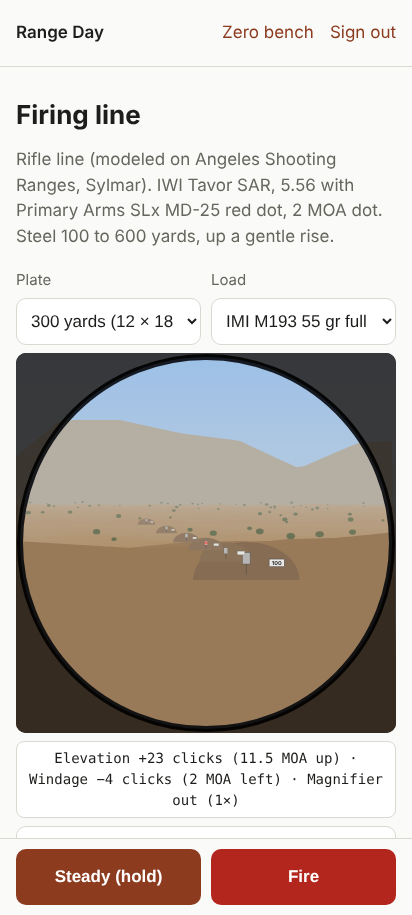 Range Day
Zero bench
Sign out
Firing line
Rifle line (modeled on Angeles Shooting
Ranges, Sylmar). IWI Tavor SAR, 5.56 with
Primary Arms SLx MD-25 red dot, 2 MOA dot.
Steel 100 to 600 yards, up a gentle rise.
Plate
Load
300 yards (12 × 18
IMI M193 55 gr full
100
Elevation +23 clicks (11.5 MOA up) ·
Windage −4 clicks (2 MOA left) · Magnifier
out (1×)
Steady (hold)
Fire